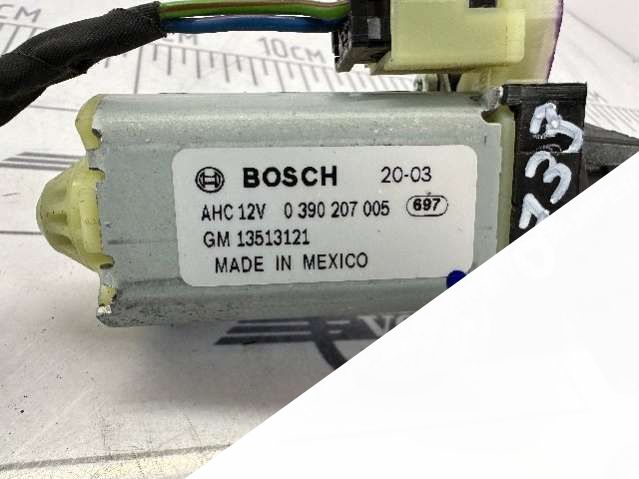 10CM
BOSCH 20-03
AHC 12V 0 390 207 005 697
GM 13513121
MADE IN MEXICO